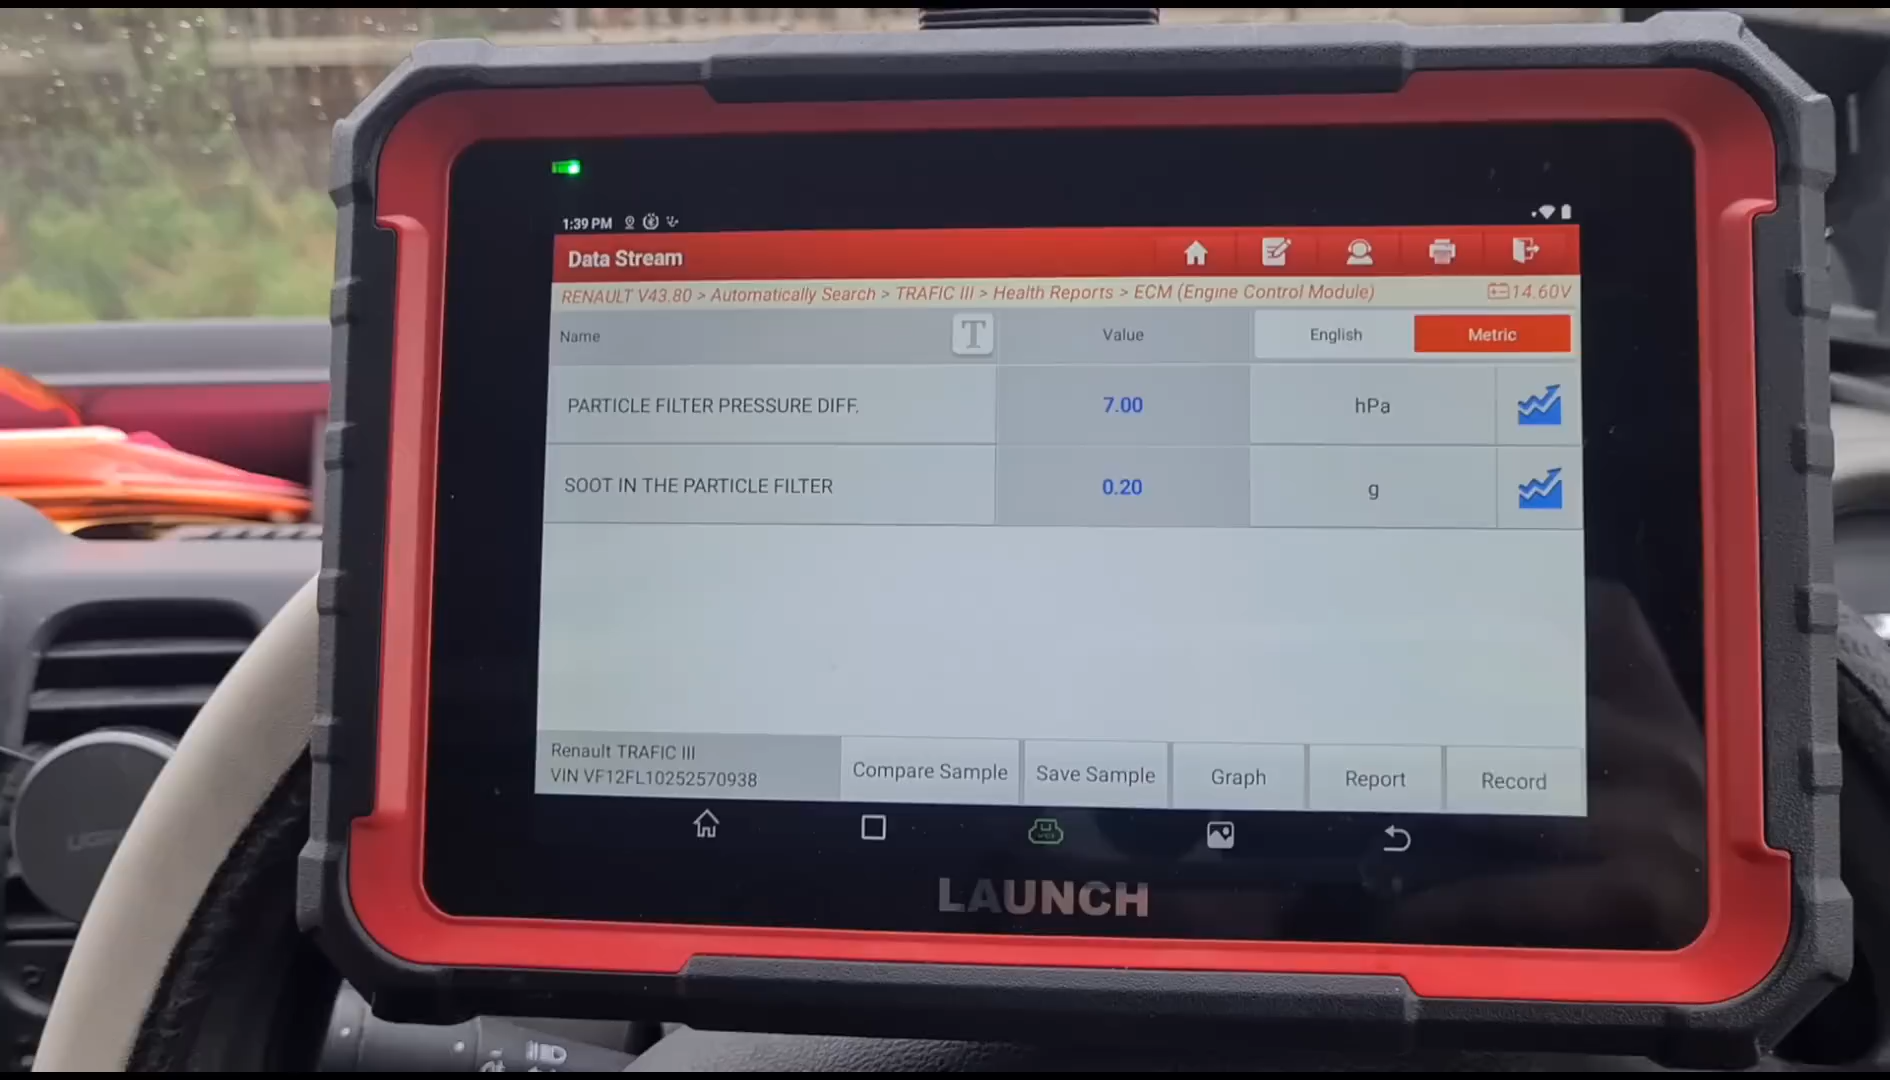 1:39 PM
Data Stream
RENAULT V43.80 > Automatically Search > TRAFIC III > Health Reports > ECM (Engine Control Module) 14.60V
Name T Value English Metric
PARTICLE FILTER PRESSURE DIFF. 7.00 hPa
SOOT IN THE PARTICLE FILTER 0.20 g
Renault TRAFIC III
VIN VF12FL10252570938
Compare Sample Save Sample Graph Report Record
LAUNCH